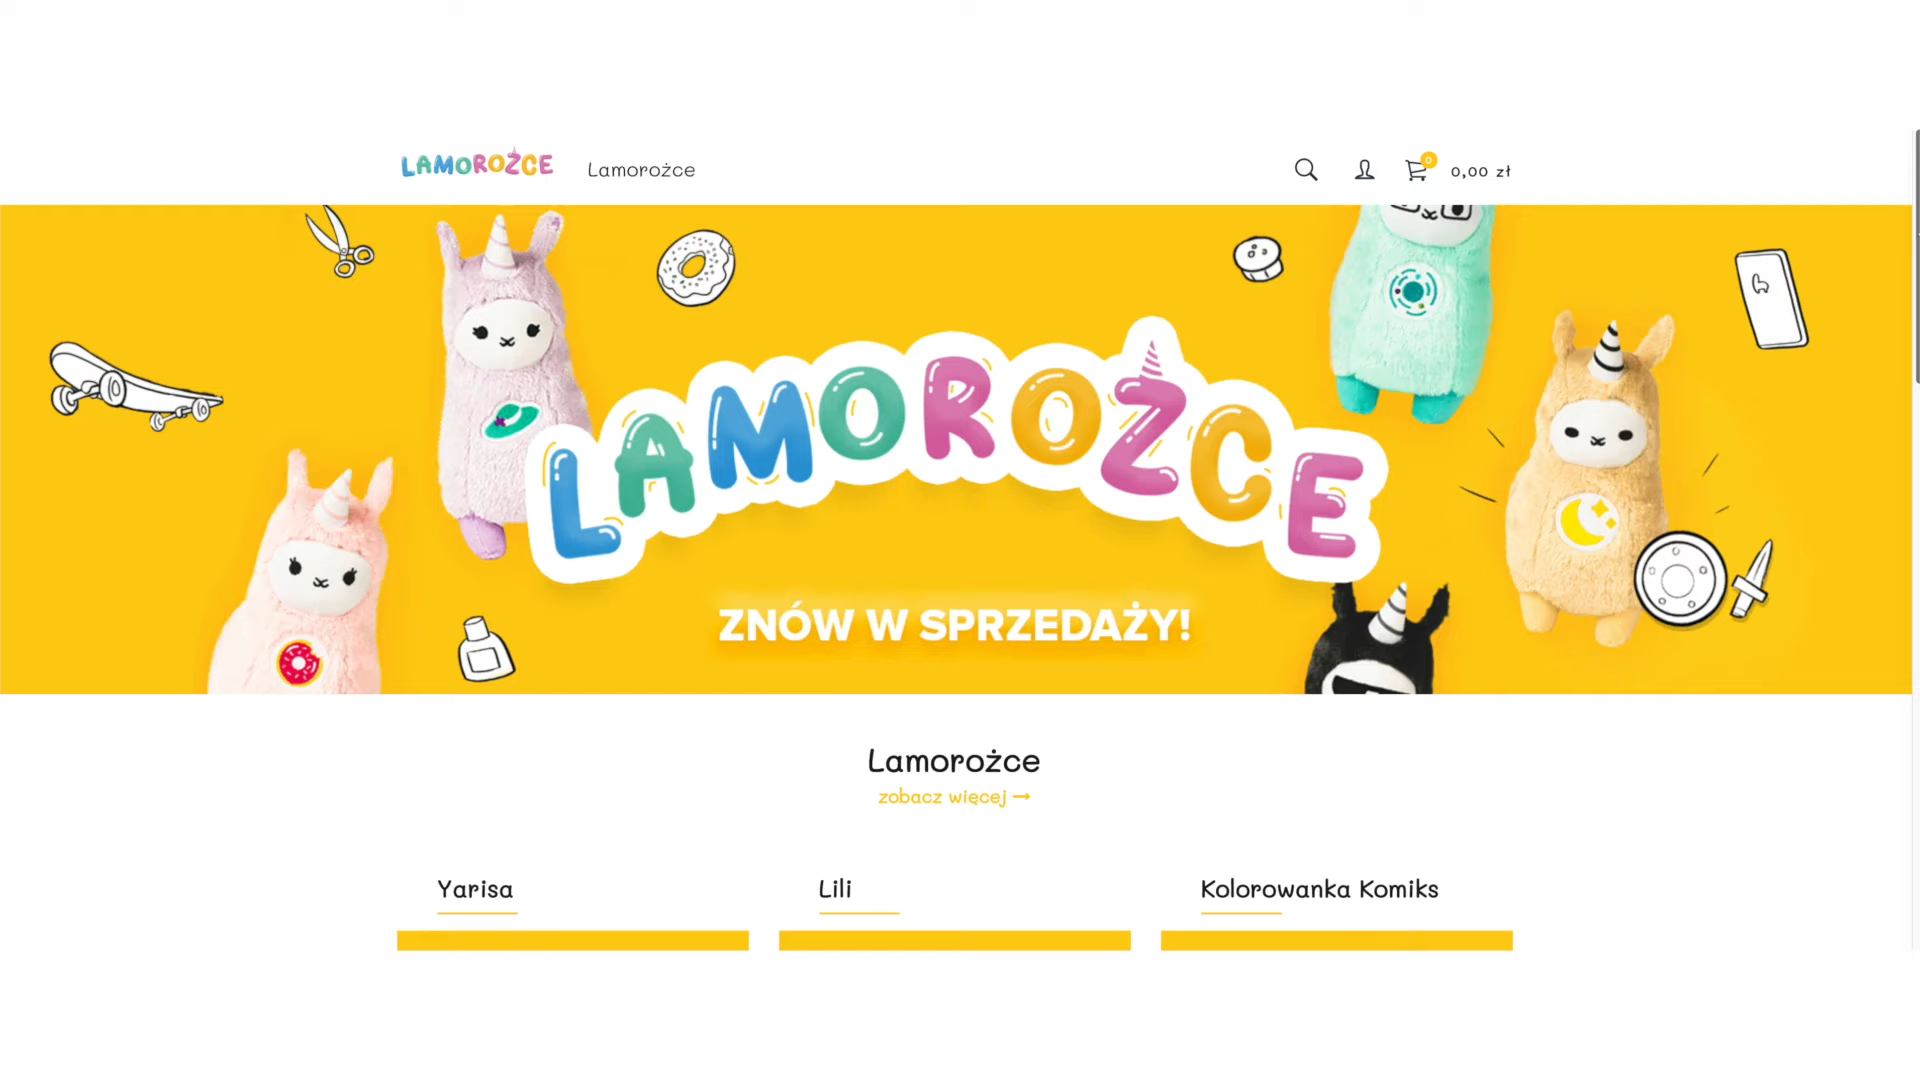 LAMOROŻCE
Lamorożce
0
0,00 zł
LAMOROŻCE
ZNÓW W SPRZEDAŻY!
Lamorożce
zobacz więcej →
Yarisa
Lili
Kolorowanka Komiks